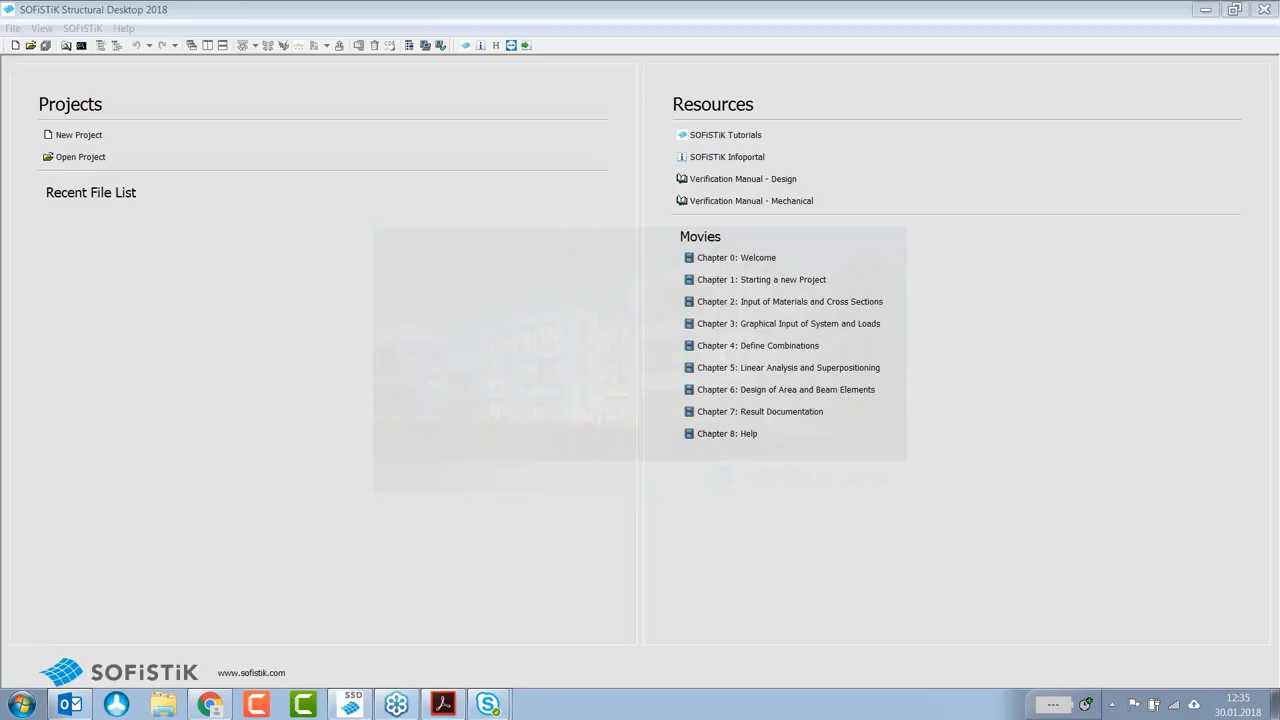 SOFiSTiK Structural Desktop 2018
File View SOFiSTiK Help
Projects
New Project
Open Project
Recent File List
Resources
SOFiSTiK Tutorials
SOFiSTiK Infoportal
Verification Manual - Design
Verification Manual - Mechanical
Movies
Chapter 0: Welcome
Chapter 1: Starting a new Project
Chapter 2: Input of Materials and Cross Sections
Chapter 3: Graphical Input of System and Loads
Chapter 4: Define Combinations
Chapter 5: Linear Analysis and Superpositioning
Chapter 6: Design of Area and Beam Elements
Chapter 7: Result Documentation
Chapter 8: Help
SOFiSTiK www.sofistik.com
SSD
12:35
30.01.2018